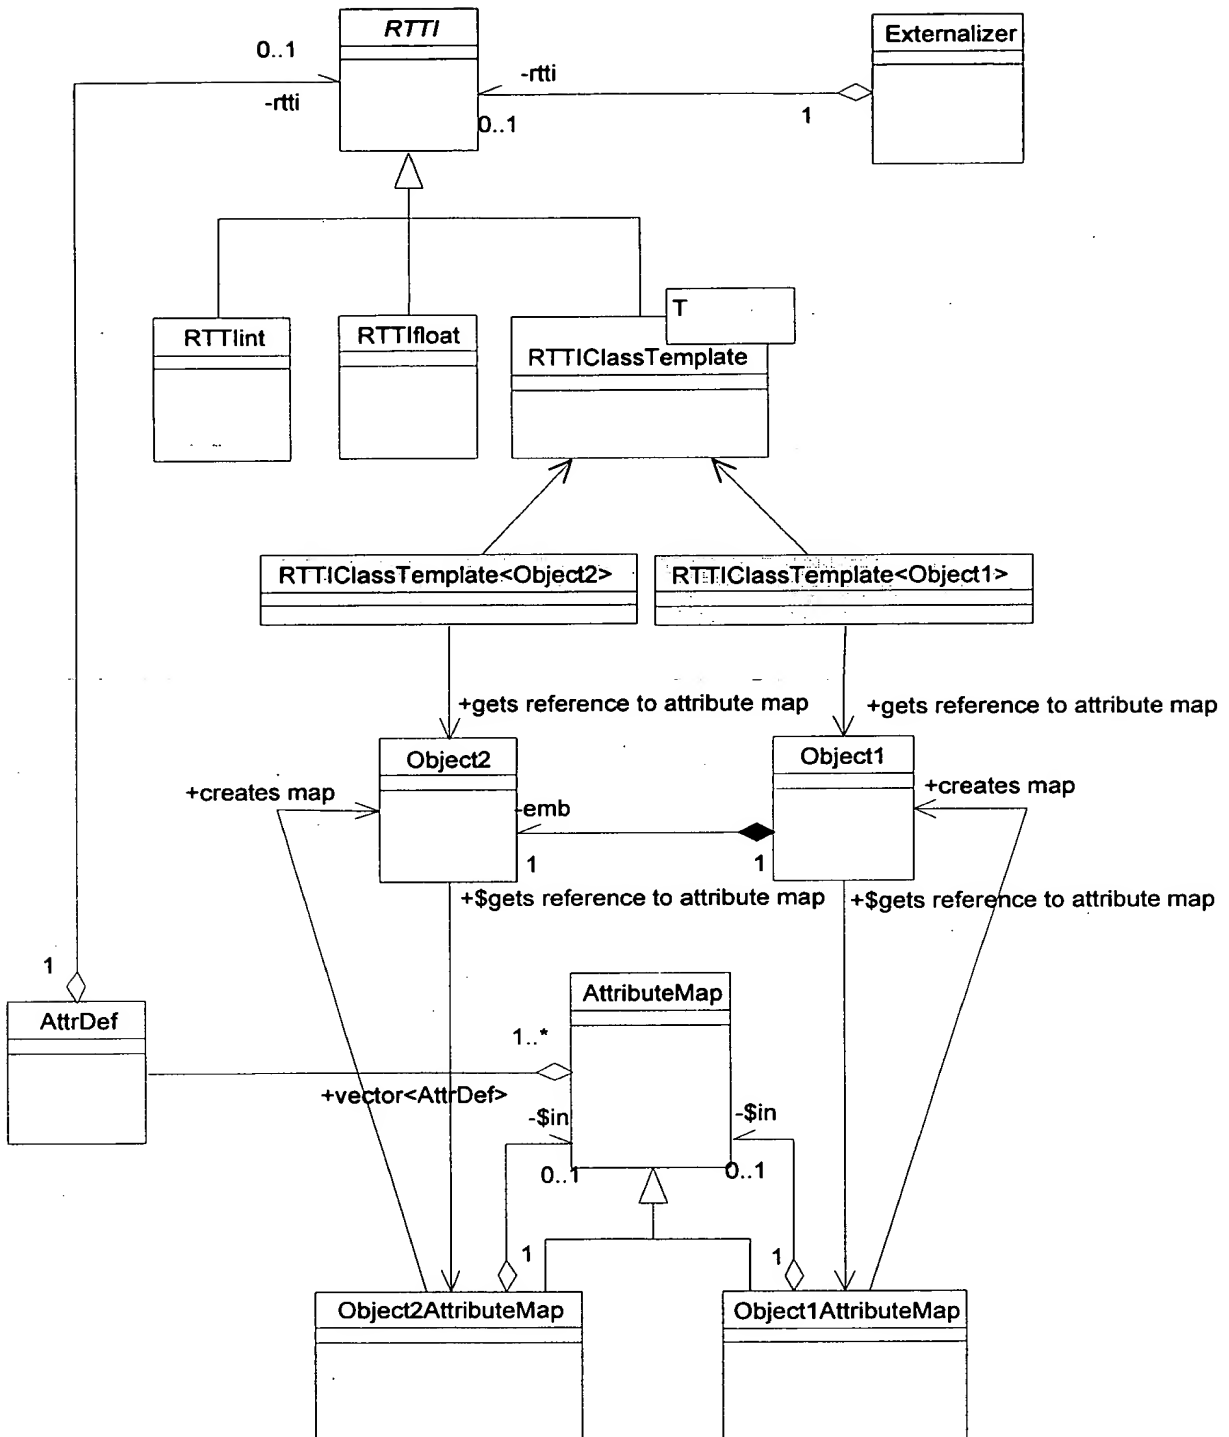 RTTI
Externalizer
0..1
-rtti
-rtti
0..1
1
T
RTTIint
RTTIfloat
RTTIClassTemplate
RTTIClassTemplate<Object2>
RTTIClassTemplate<Object1>
+gets reference to attribute map
+gets reference to attribute map
Object2
Object1
+creates map
+creates map
-emb
1
1
+$gets reference to attribute map
+$gets reference to attribute map
1
AttributeMap
AttrDef
1..*
+vector<AttrDef>
-$in
-$in
0..1
0..1
1
1
Object2AttributeMap
Object1AttributeMap